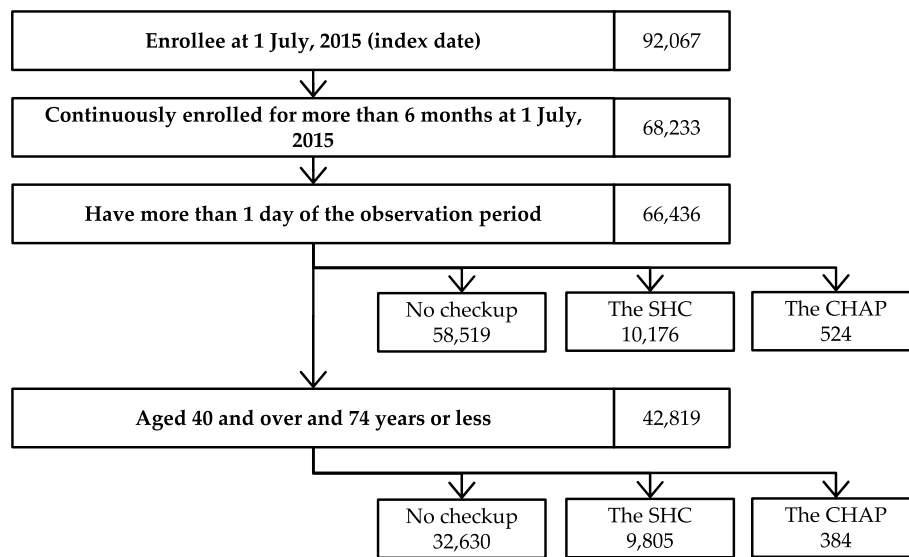 Enrollee at 1 July, 2015 (index date)
92,067
Continuously enrolled for more than 6 months at 1 July,
2015
68,233
Have more than 1 day of the observation period
66,436
No checkup
58,519
The SHC
10,176
The CHAP
524
Aged 40 and over and 74 years or less
42,819
No checkup
32,630
The SHC
9,805
The CHAP
384